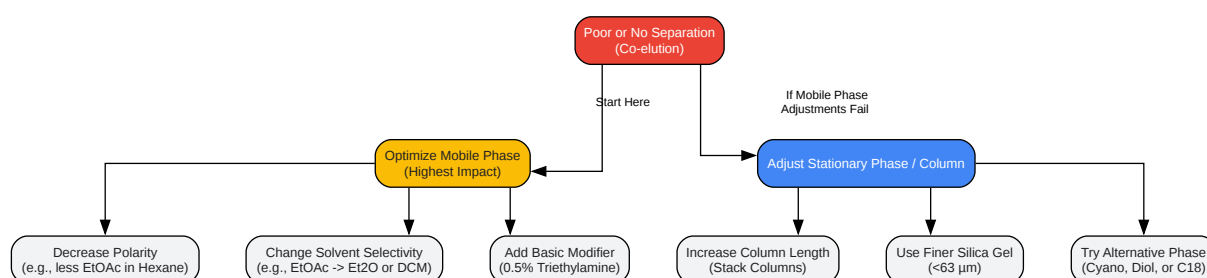 Poor or No Separation
(Co-elution)
Start Here
If Mobile Phase
Adjustments Fail
Optimize Mobile Phase
(Highest Impact)
Adjust Stationary Phase / Column
Decrease Polarity
(e.g., less EtOAc in Hexane)
Change Solvent Selectivity
(e.g., EtOAc -> Et2O or DCM)
Add Basic Modifier
(0.5% Triethylamine)
Increase Column Length
(Stack Columns)
Use Finer Silica Gel
(<63 µm)
Try Alternative Phase
(Cyano, Diol, or C18)